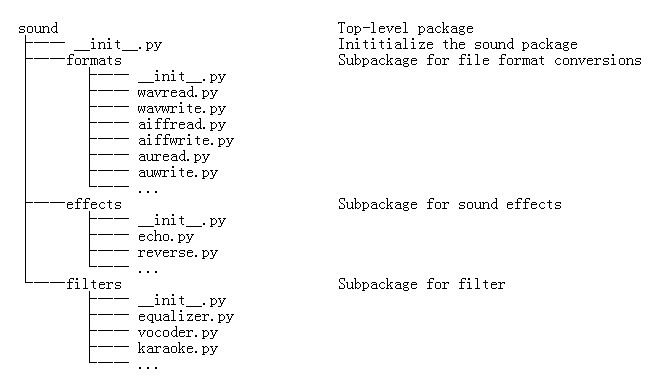 sound Top-level package
__init__.py Inititialize the sound package
formats Subpackage for file format conversions
__init__.py
wavread.py
wavwrite.py
aiffread.py
aiffwrite.py
auread.py
auwrite.py
...
effects Subpackage for sound effects
__init__.py
echo.py
reverse.py
...
filters Subpackage for filter
__init__.py
equalizer.py
vocoder.py
karaoke.py
...